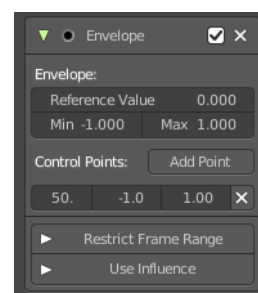 Envelope
Envelope:
Reference Value 0.000
Min -1.000 Max 1.000
Control Points: Add Point
50. -1.0 1.00
Restrict Frame Range
Use Influence